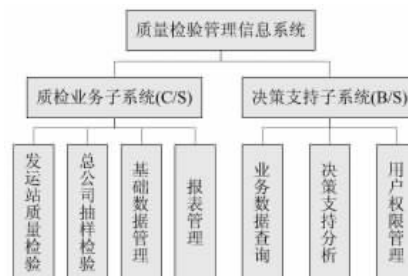 质量检验管理信息系统
质检业务子系统(C/S)
决策支持子系统(B/S)
发运站质量检验
总公司抽样检验
基础数据管理
报表管理
业务数据查询
决策支持分析
用户权限管理